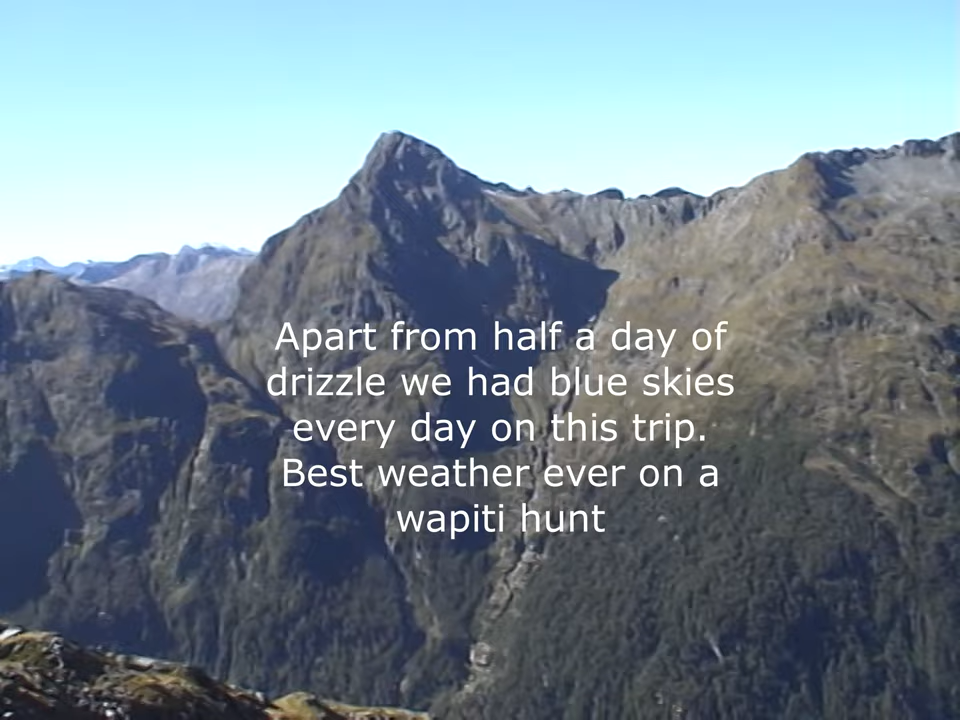 Apart from half a day of
drizzle we had blue skies
every day on this trip.
Best weather ever on a
wapiti hunt